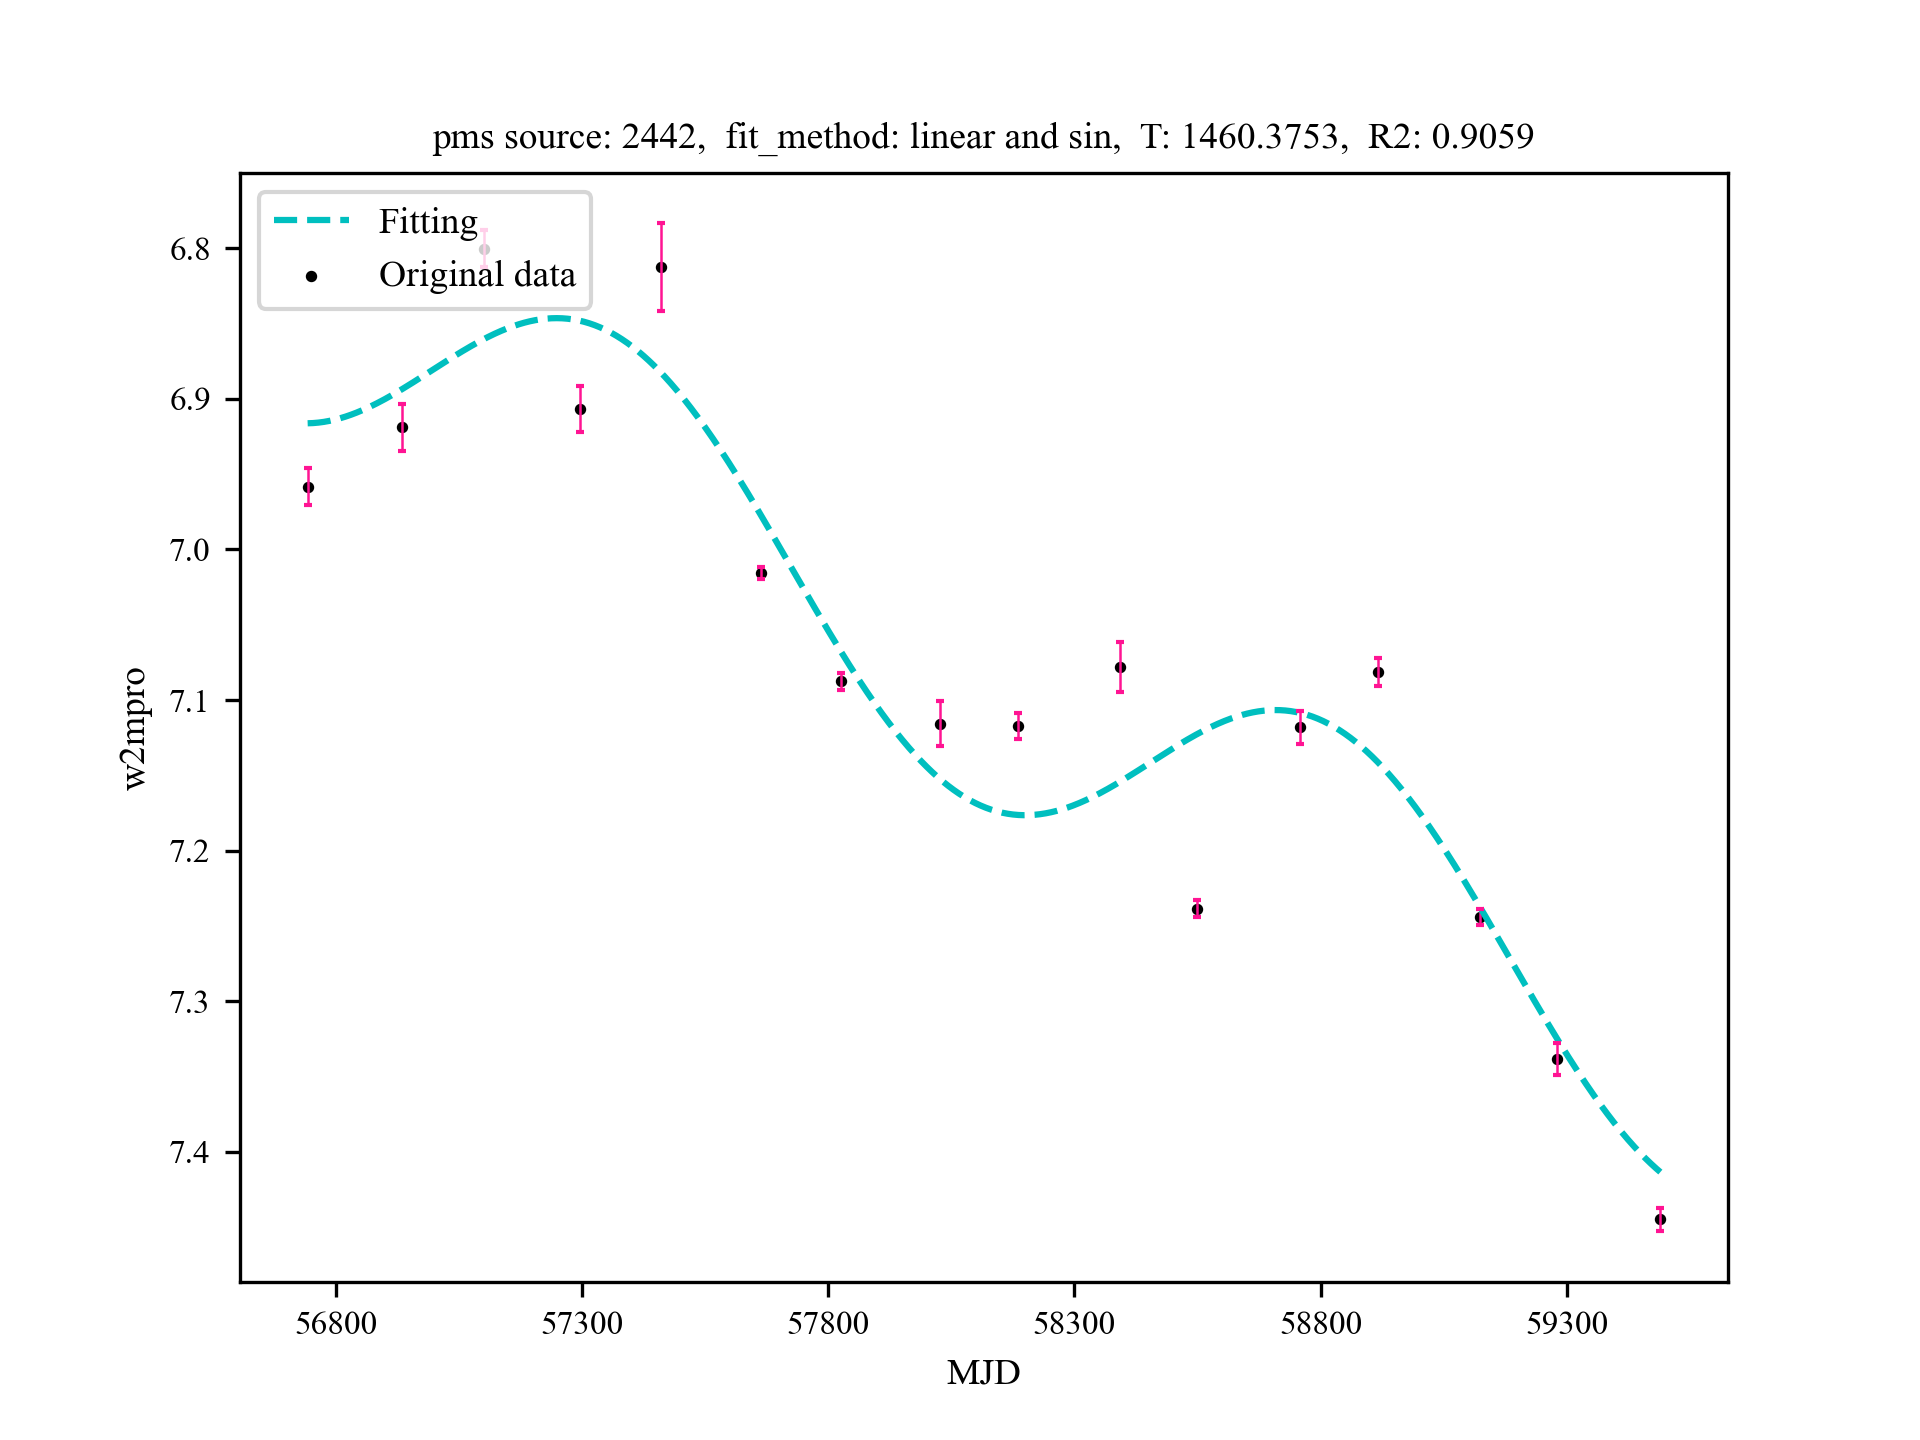 pms source: 2442, fit_method: linear and sin, T: 1460.3753, R2: 0.9059
Fitting
Original data
6.8
6.9
7.0
7.1
7.2
7.3
7.4
w2mpro
56800 57300 57800 58300 58800 59300
MJD